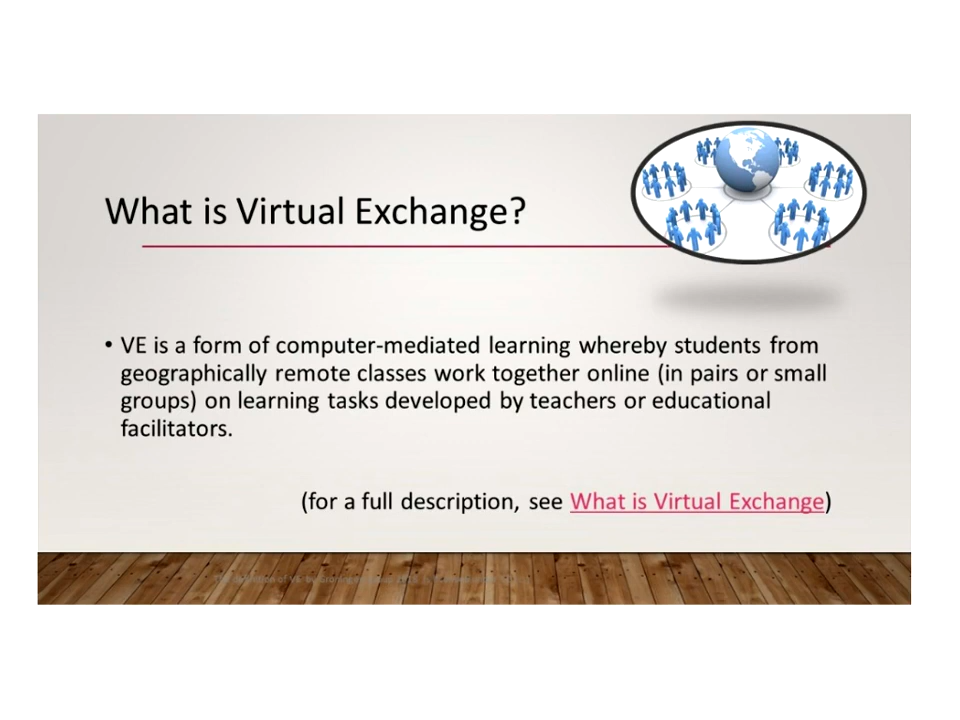 What is Virtual Exchange?
• VE is a form of computer-mediated learning whereby students from
geographically remote classes work together online (in pairs or small
groups) on learning tasks developed by teachers or educational
facilitators.
(for a full description, see What is Virtual Exchange)